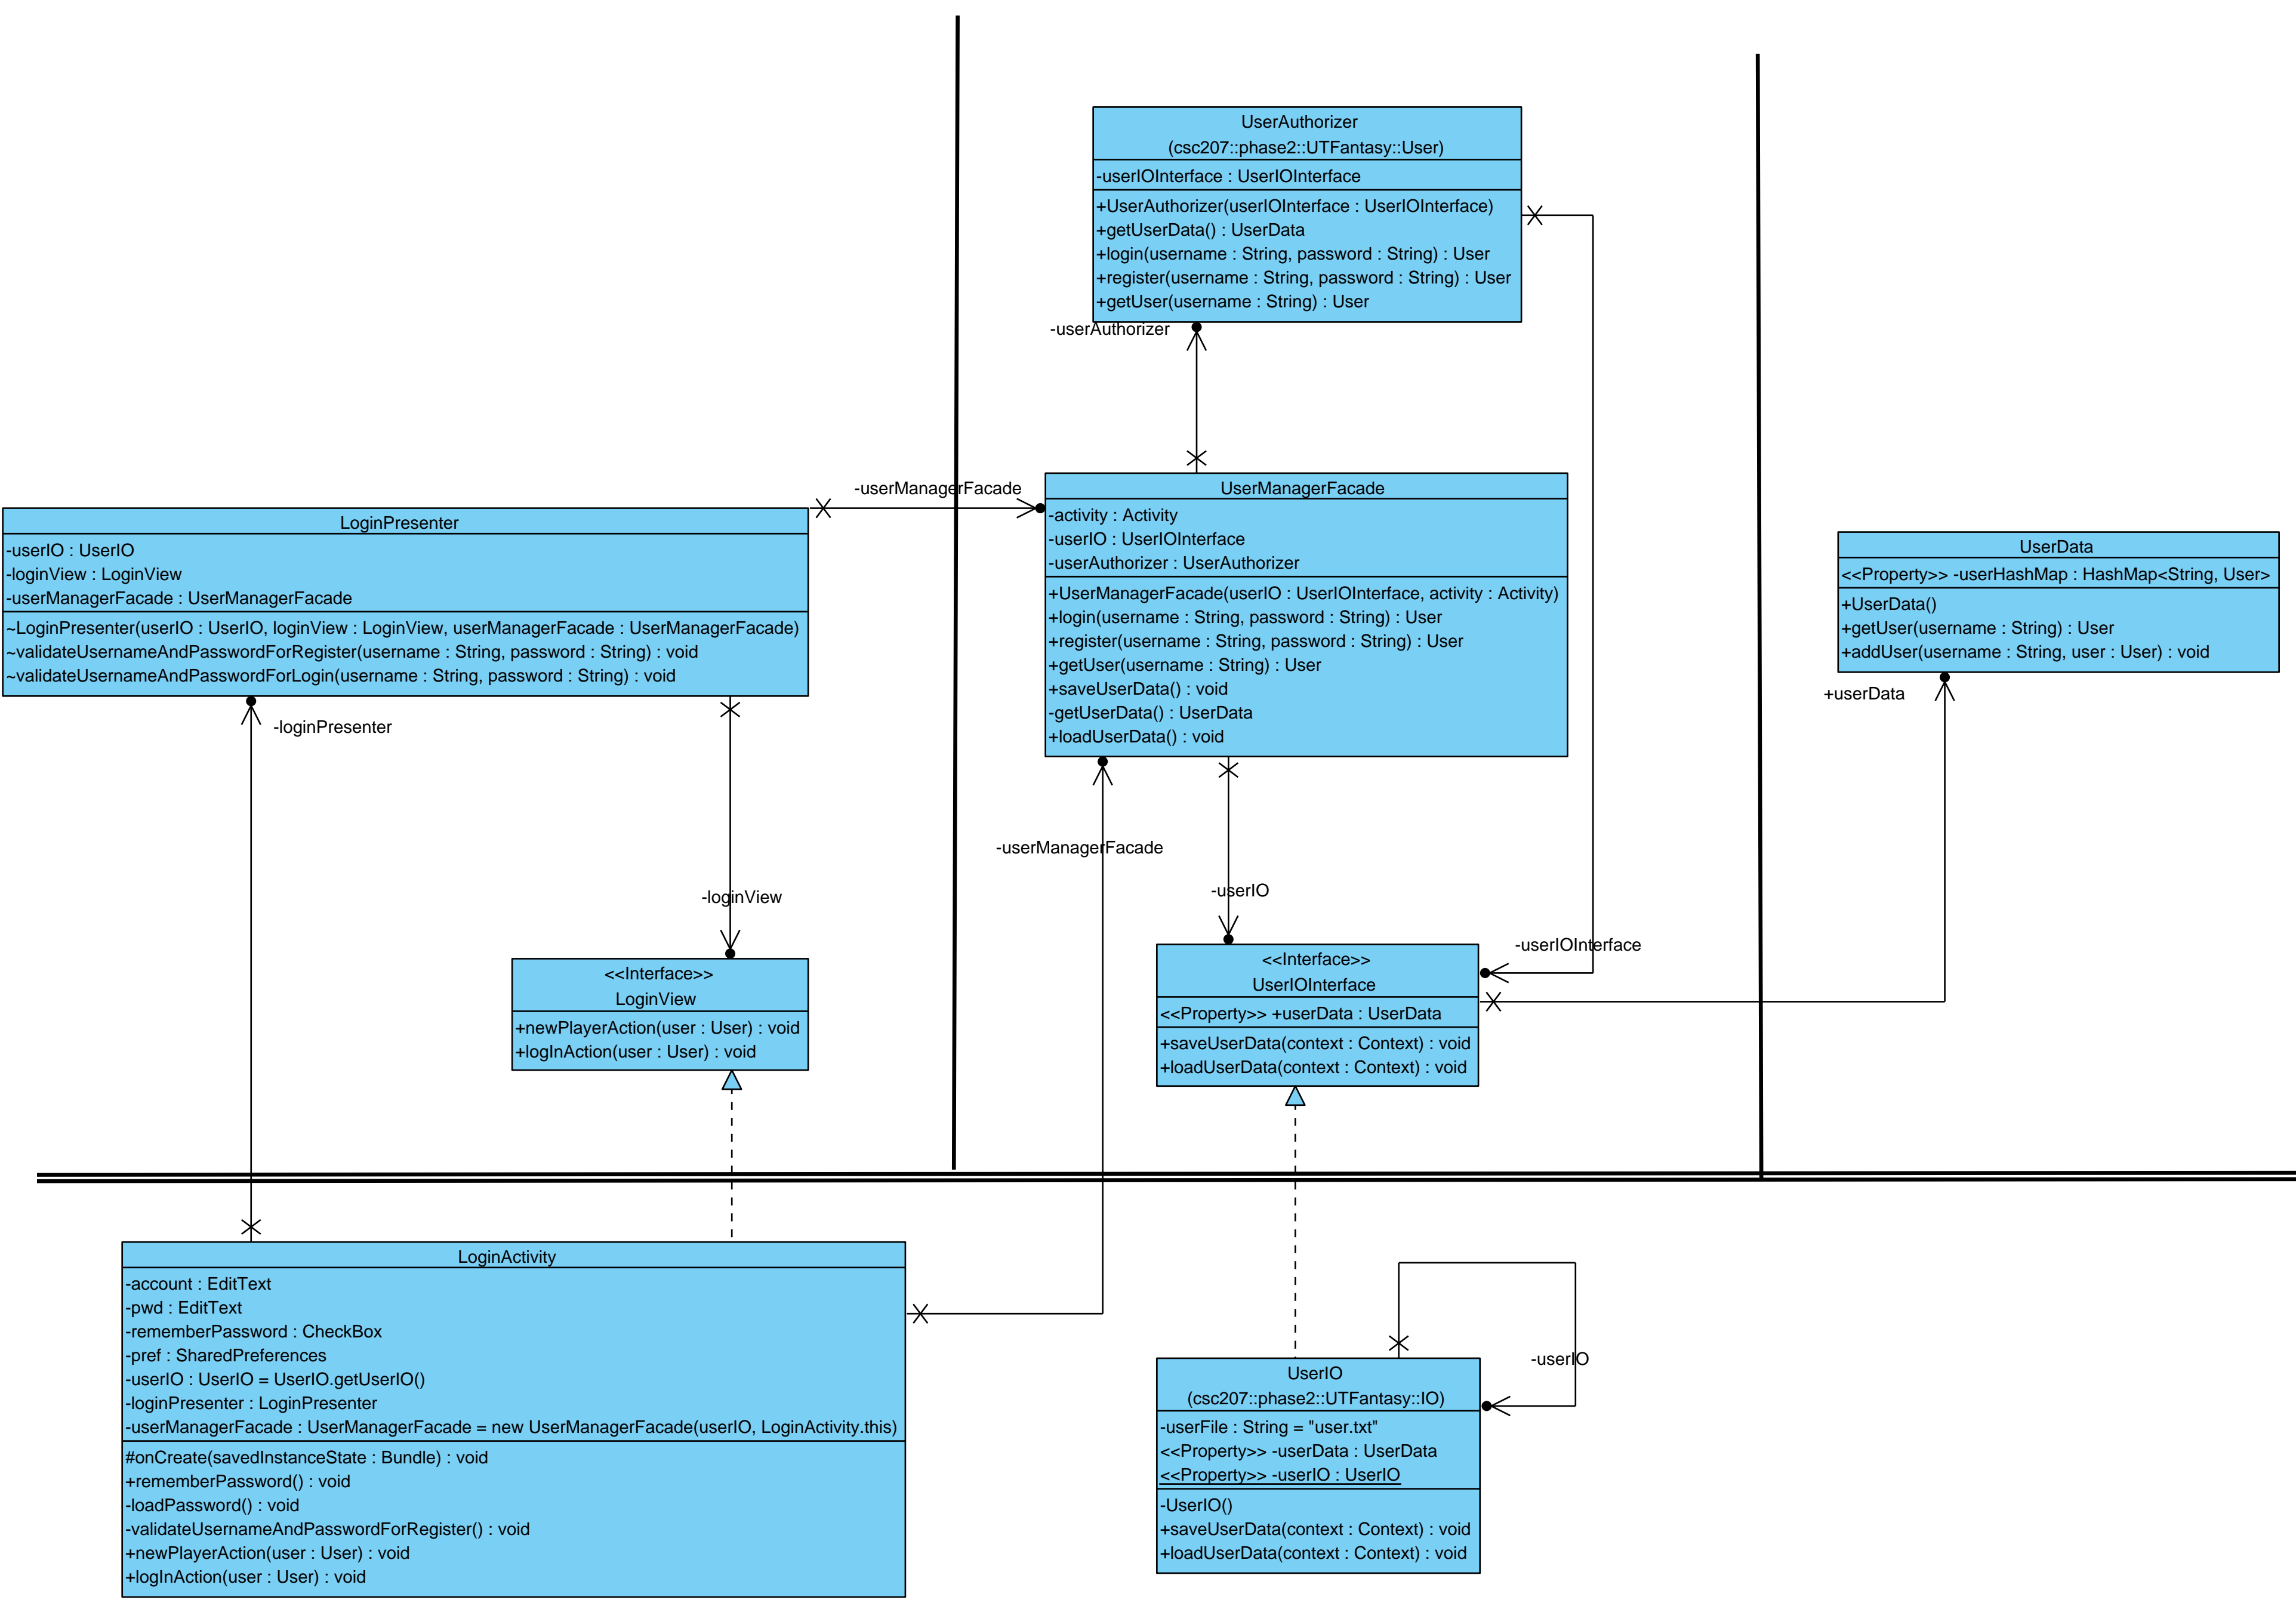 UserAuthorizer
(csc207::phase2::UTFantasy::User)
-userIOInterface : UserIOInterface
+UserAuthorizer(userIOInterface : UserIOInterface)
+getUserData() : UserData
+login(username : String, password : String) : User
+register(username : String, password : String) : User
+getUser(username : String) : User
-userAuthorizer
-userManagerFacade
LoginPresenter
-userIO : UserIO
-loginView : LoginView
-userManagerFacade : UserManagerFacade
~LoginPresenter(userIO : UserIO, loginView : LoginView, userManagerFacade : UserManagerFacade)
~validateUsernameAndPasswordForRegister(username : String, password : String) : void
~validateUsernameAndPasswordForLogin(username : String, password : String) : void
-loginPresenter
UserManagerFacade
-activity : Activity
-userIO : UserIOInterface
-userAuthorizer : UserAuthorizer
+UserManagerFacade(userIO : UserIOInterface, activity : Activity)
+login(username : String, password : String) : User
+register(username : String, password : String) : User
+getUser(username : String) : User
+saveUserData() : void
-getUserData() : UserData
+loadUserData() : void
UserData
<<Property>> -userHashMap : HashMap<String, User>
+UserData()
+getUser(username : String) : User
+addUser(username : String, user : User) : void
+userData
-userManagerFacade
-loginView
-userIO
-userIOInterface
<<Interface>>
LoginView
+newPlayerAction(user : User) : void
+logInAction(user : User) : void
<<Interface>>
UserIOInterface
<<Property>> +userData : UserData
+saveUserData(context : Context) : void
+loadUserData(context : Context) : void
LoginActivity
-account : EditText
-pwd : EditText
-rememberPassword : CheckBox
-pref : SharedPreferences
-userIO : UserIO = UserIO.getUserIO()
-loginPresenter : LoginPresenter
-userManagerFacade : UserManagerFacade = new UserManagerFacade(userIO, LoginActivity.this)
#onCreate(savedInstanceState : Bundle) : void
+rememberPassword() : void
-loadPassword() : void
-validateUsernameAndPasswordForRegister() : void
+newPlayerAction(user : User) : void
+logInAction(user : User) : void
-userIO
UserIO
(csc207::phase2::UTFantasy::IO)
-userFile : String = "user.txt"
<<Property>> -userData : UserData
<<Property>> -userIO : UserIO
-UserIO()
+saveUserData(context : Context) : void
+loadUserData(context : Context) : void